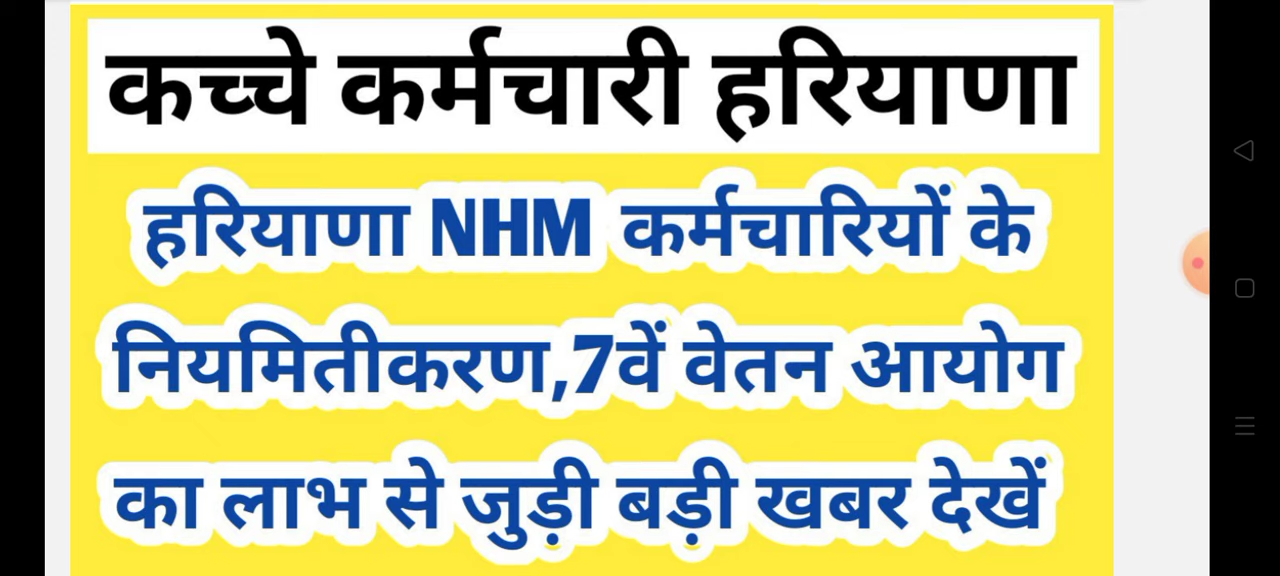 कच्चे कर्मचारी हरियाणा
हरियाणा NHM कर्मचारियों के
नियमितीकरण,7वें वेतन आयोग
का लाभ से जुड़ी बड़ी खबर देखें